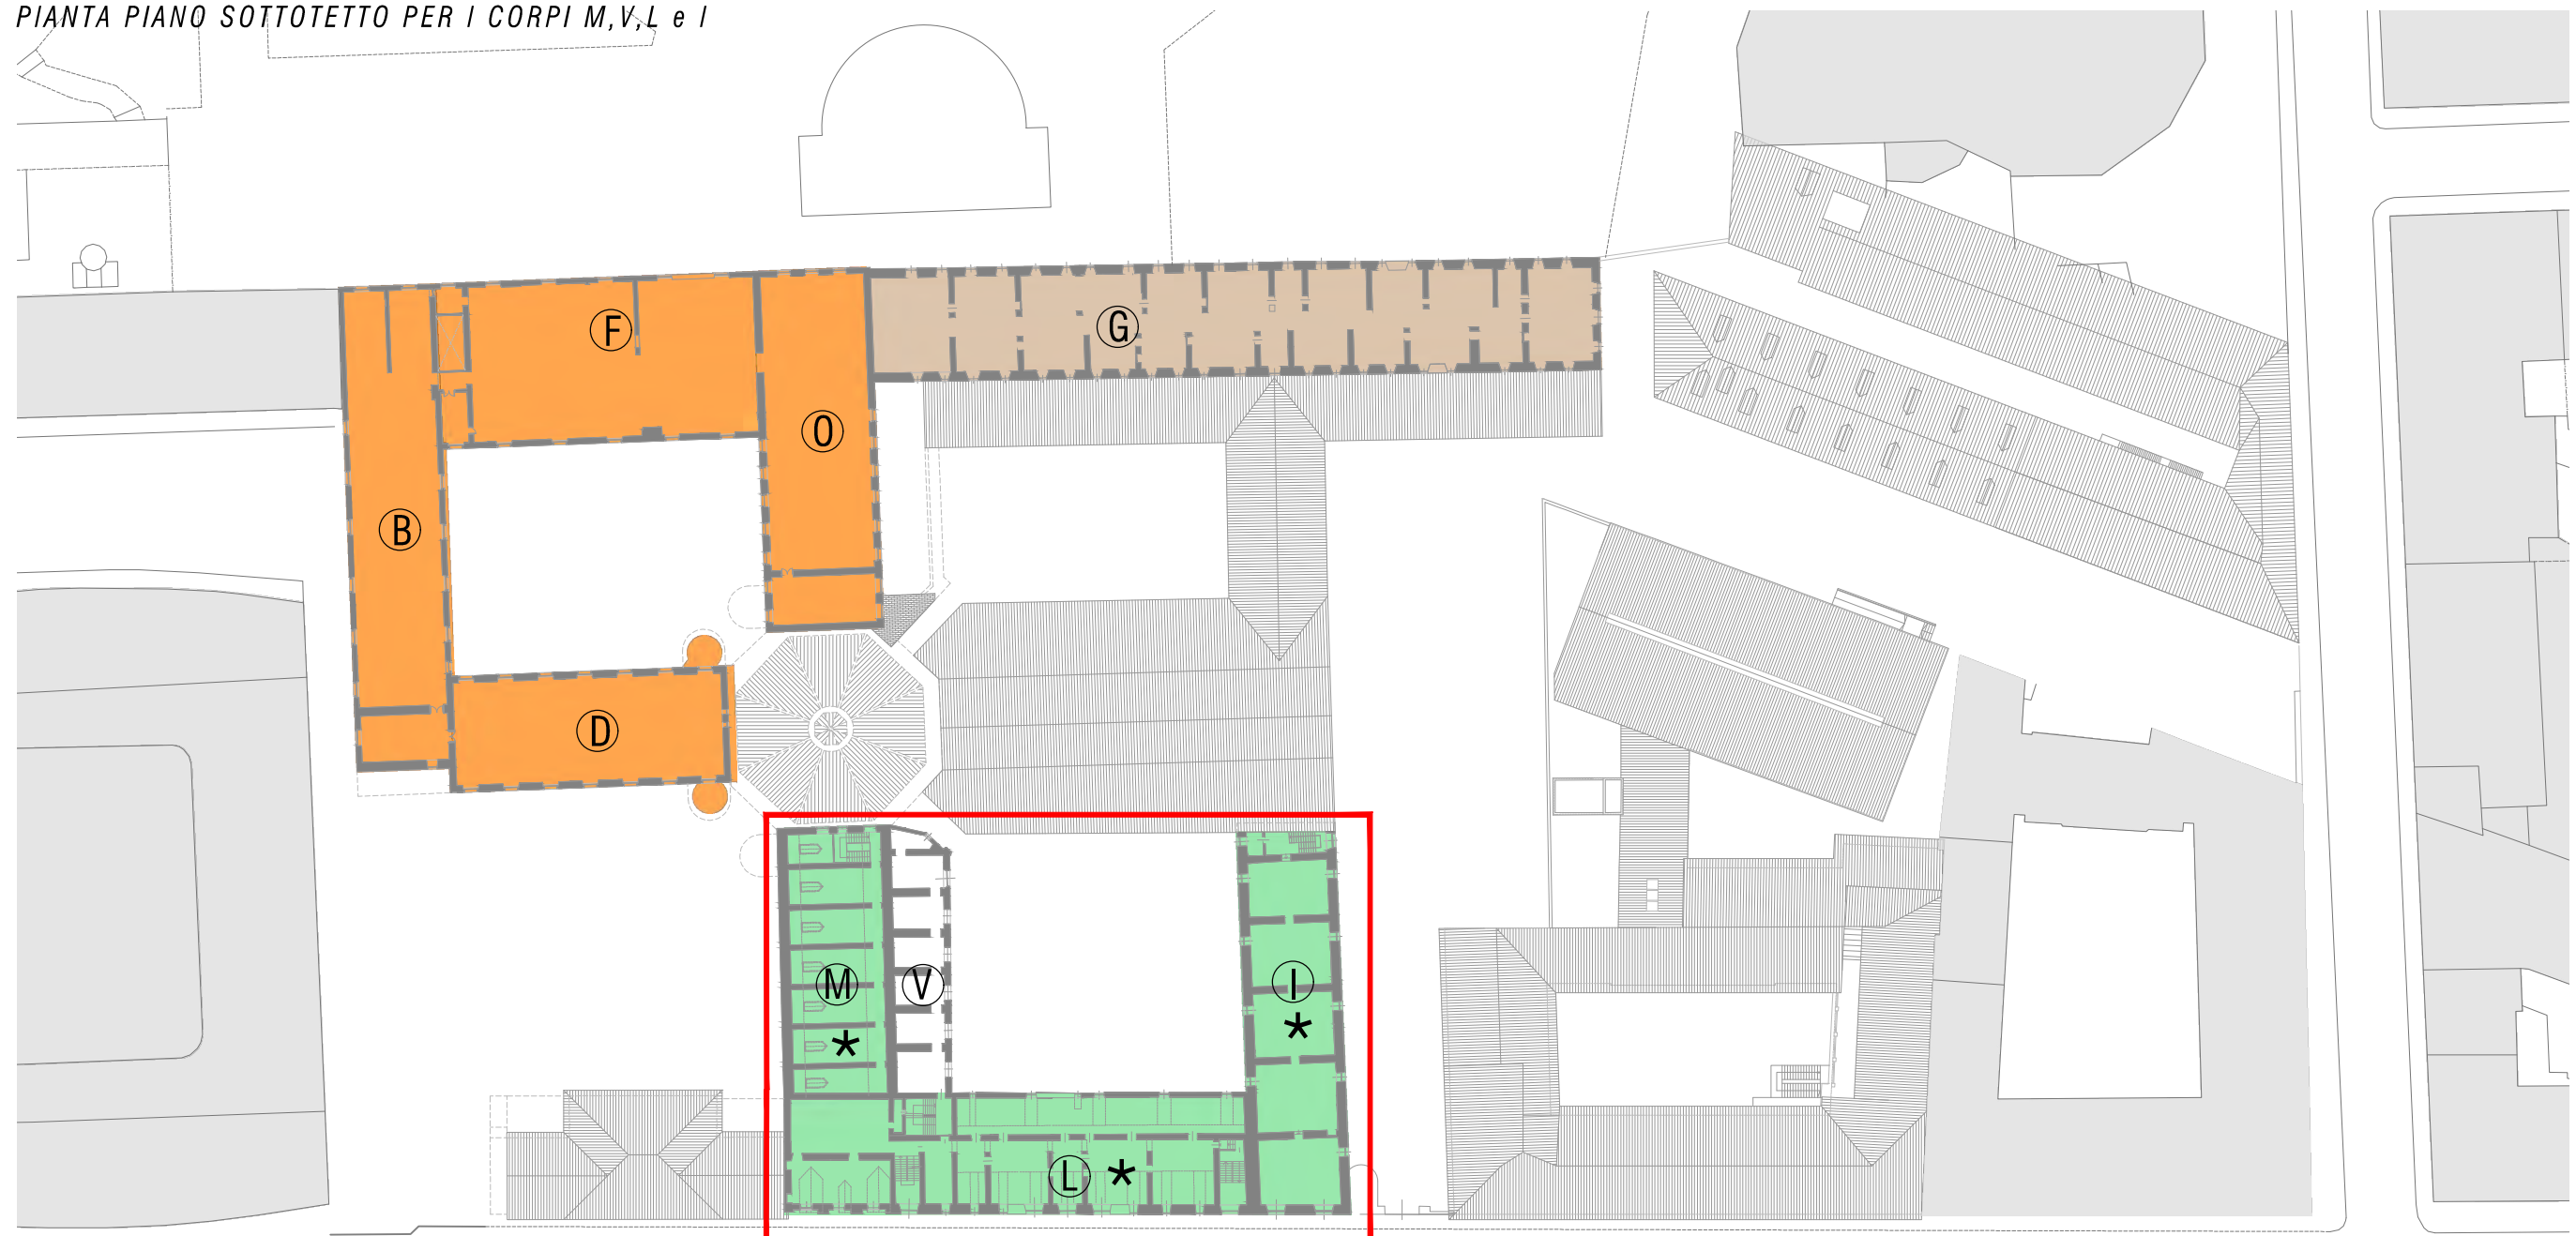 PIANTA PIANO SOTTOTETTO PER I CORPI M,V,L e I
F
G
O
B
D
M
V
I
*
*
L *